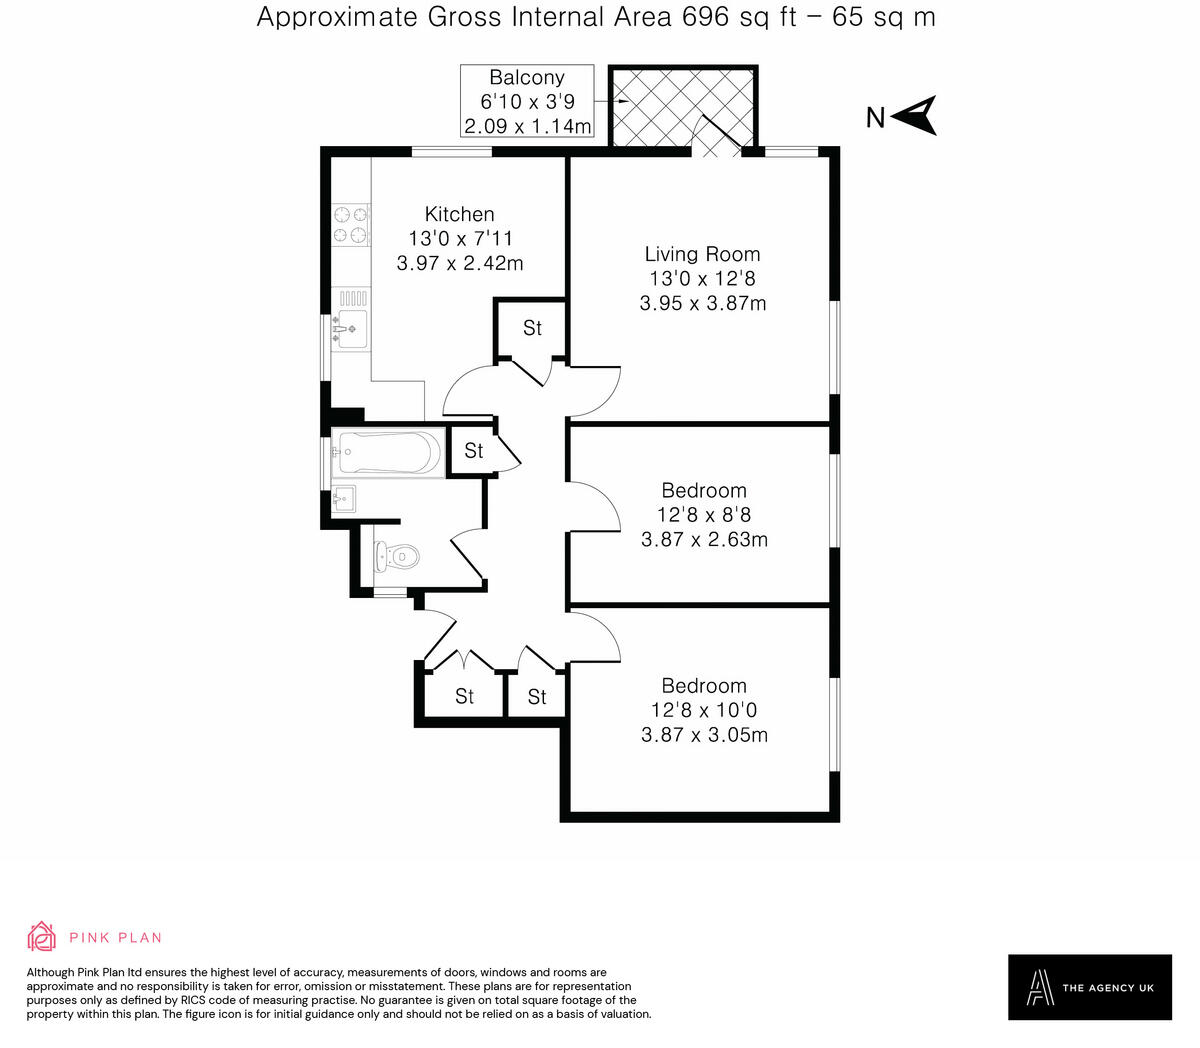 Approximate Gross Internal Area 696 sq ft – 65 sq m
Balcony
6'10 x 3'9
2.09 x 1.14m
N
Kitchen
13'0 x 7'11
3.97 x 2.42m
Living Room
13'0 x 12'8
3.95 x 3.87m
St
St
Bedroom
12'8 x 8'8
3.87 x 2.63m
Bedroom
12'8 x 10'0
3.87 x 3.05m
St
St
PINK PLAN
Although Pink Plan ltd ensures the highest level of accuracy, measurements of doors, windows and rooms are
approximate and no responsibility is taken for error, omission or misstatement. These plans are for representation
purposes only as defined by RICS code of measuring practise. No guarantee is given on total square footage of the
property within this plan. The figure icon is for initial guidance only and should not be relied on as a basis of valuation.
THE AGENCY UK